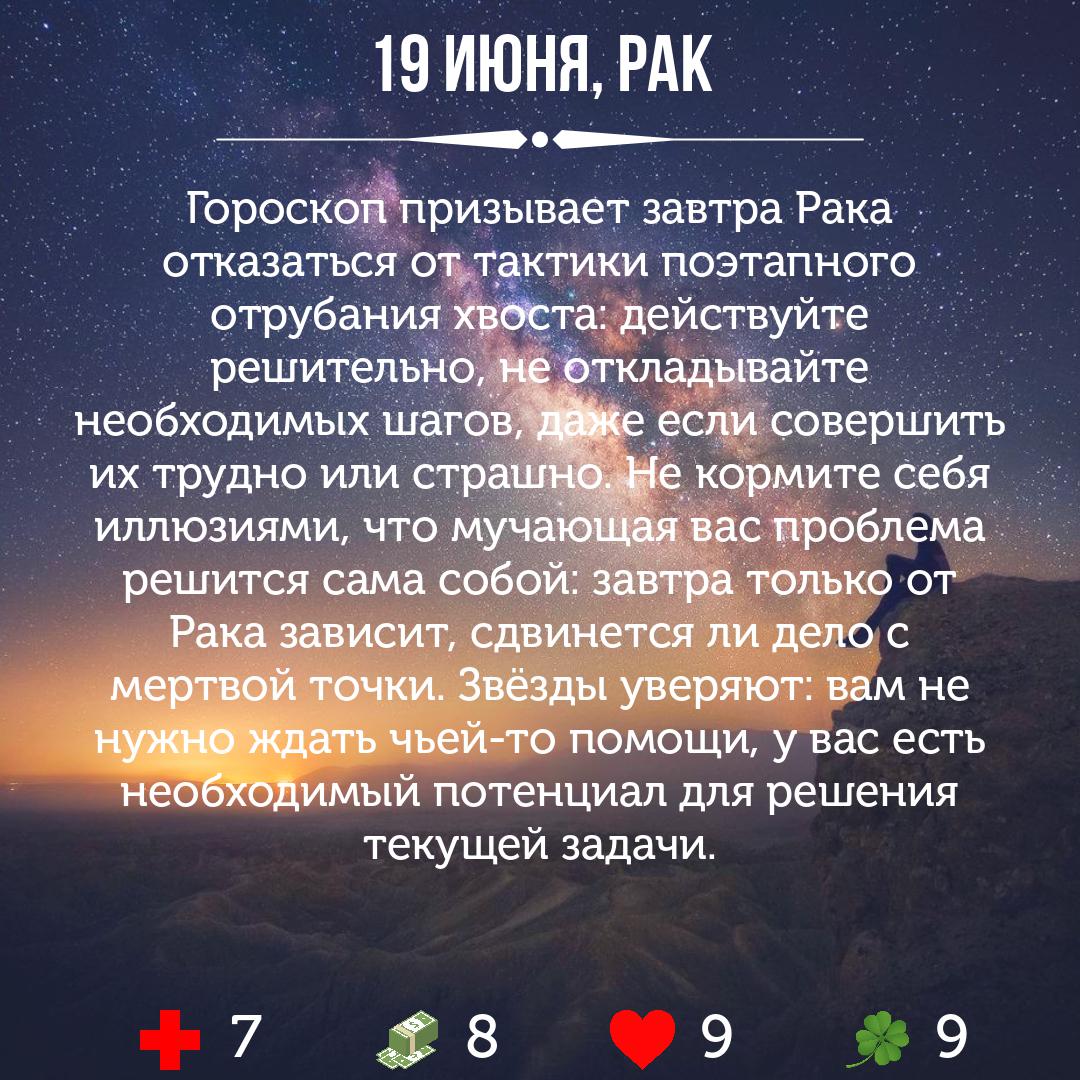 19 ИЮНЯ, РАК
Гороскоп призывает завтра Рака
отказаться от тактики поэтапного
отрубания хвоста: действуйте
решительно, не откладывайте
необходимых шагов, даже если совершить
их трудно или страшно. Не кормите себя
иллюзиями, что мучающая вас проблема
решится сама собой: завтра только от
Рака зависит, сдвинется ли дело с
мертвой точки. Звёзды уверяют: вам не
нужно ждать чьей-то помощи, у вас есть
необходимый потенциал для решения
текущей задачи.
7 8 9 9